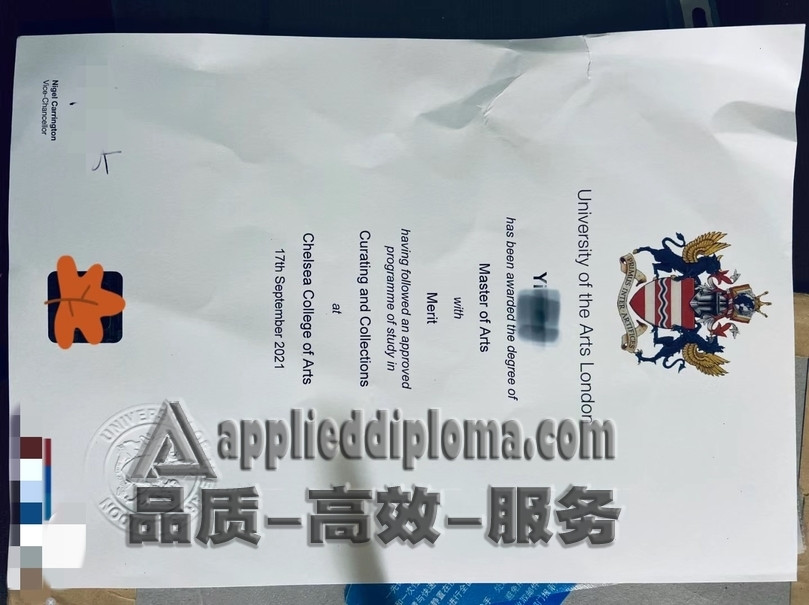 University of the Arts London
Yi
has been awarded the degree of
Master of Arts
with
Merit
having followed an approved
programme of study in
Curating and Collections
at
Chelsea College of Arts
17th September 2021
Nigel Carrington
Vice-Chancellor
applieddiploma.com
品质–高效–服务